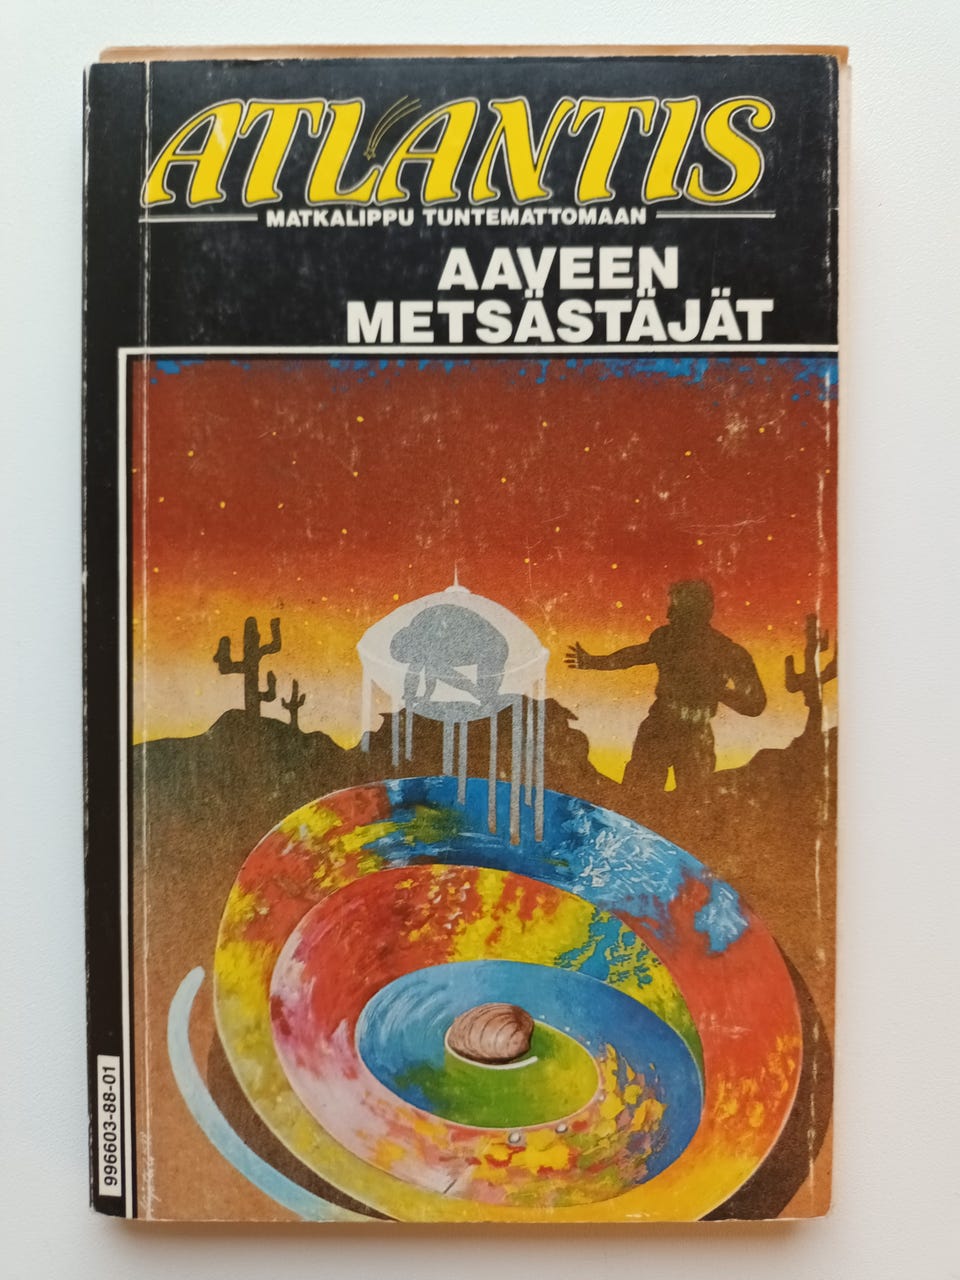 ATLANTIS
MATKALIPPU TUNTEMATTOMAAN
AAVEEN
METSÄSTÄJÄT
996603-88-01